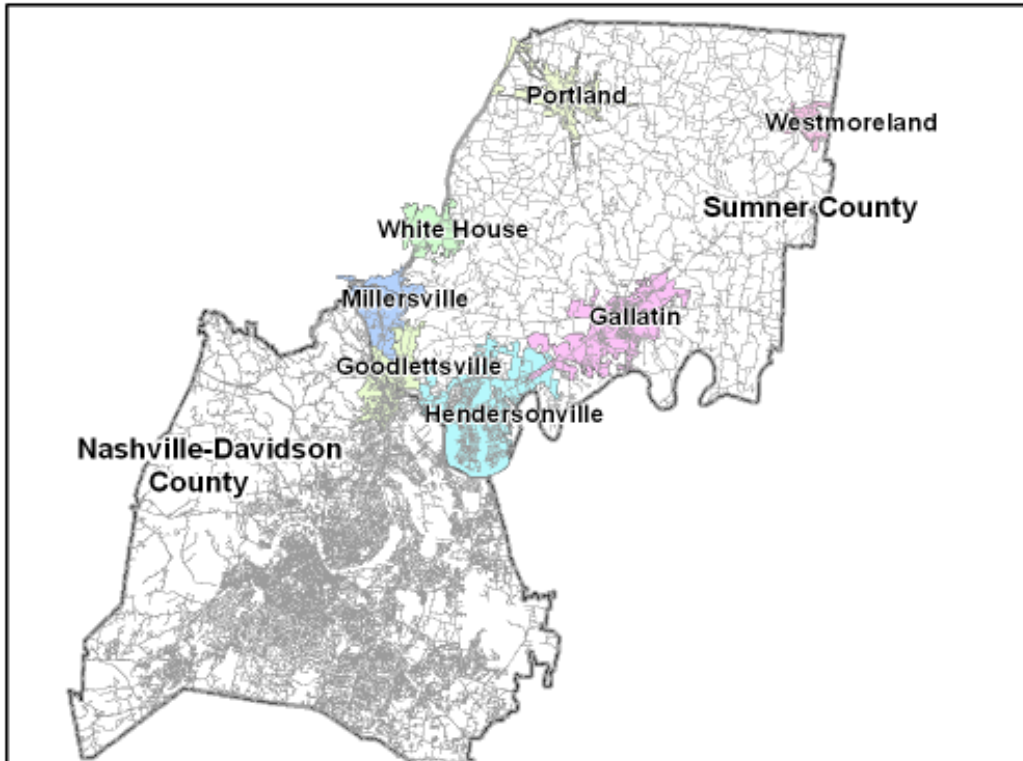 Portland
Westmoreland
Sumner County
White House
Millersville
Gallatin
Goodlettsville
Hendersonville
Nashville-Davidson
County